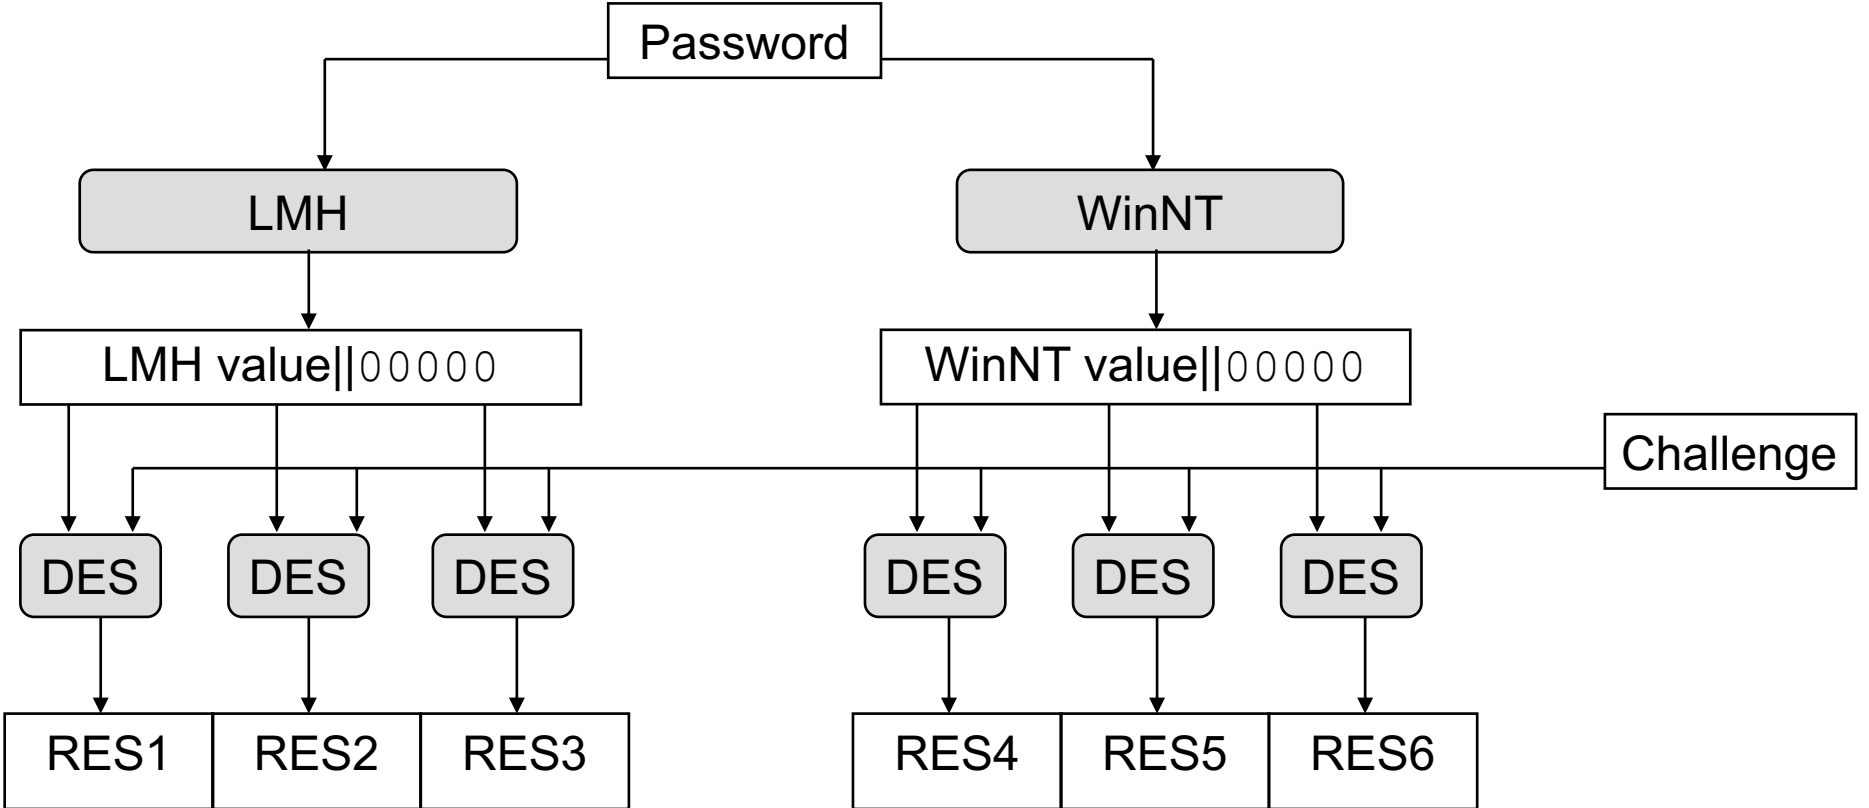 Password
LMH
WinNT
LMH value||00000
WinNT value||00000
Challenge
DES
DES
DES
DES
DES
DES
RES1
RES2
RES3
RES4
RES5
RES6